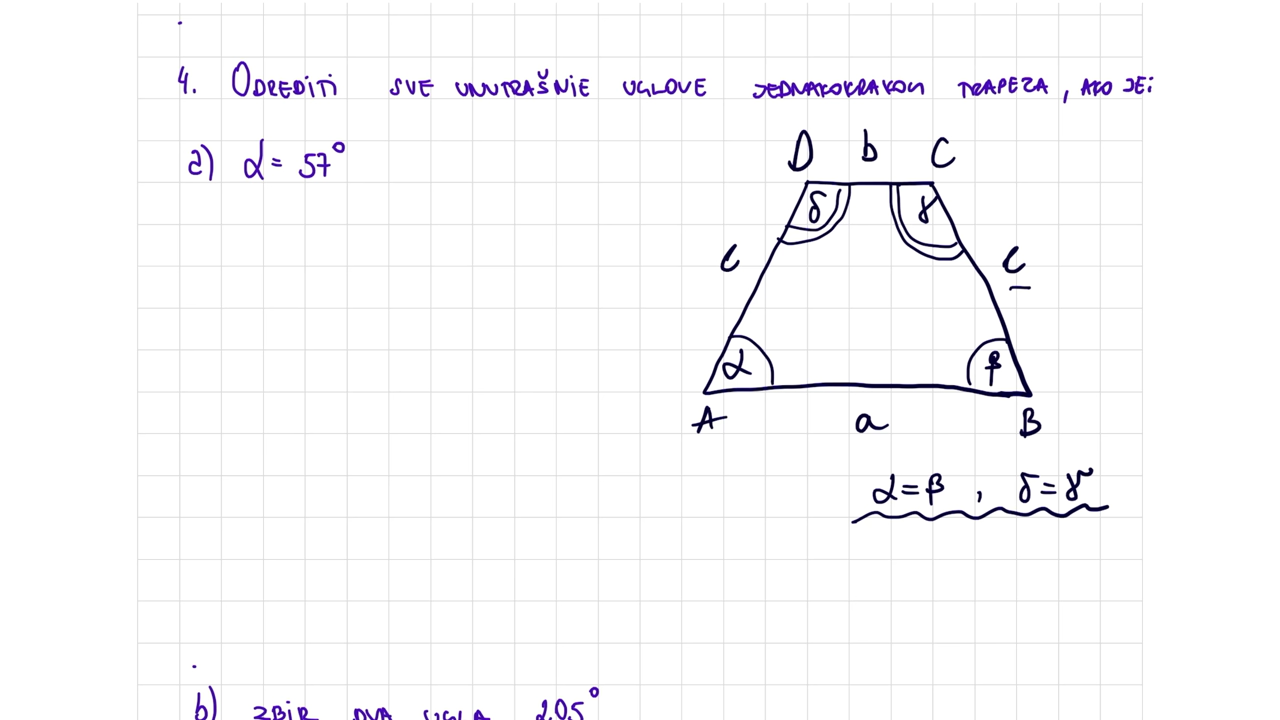 4. ODREDITI SVE UNUTRAŠNJE UGLOVE JEDNAKOKRAKOG TRAPEZA, AKO JE:
a) α = 57°
D b C
δ γ
c c
α β
A a B
α = β , δ = γ
b) ZBIR DVA UGLA 205°